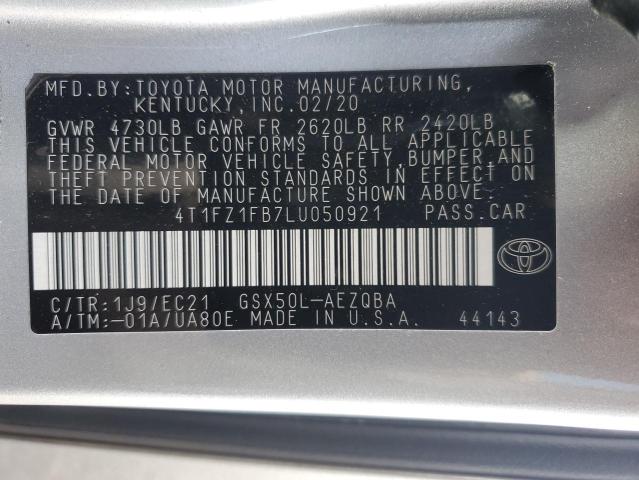 MFD.BY:TOYOTA MOTOR MANUFACTURING,
KENTUCKY,INC.02/20
GVWR 4730LB GAWR FR 2620LB RR 2420LB
THIS VEHICLE CONFORMS TO ALL APPLICABLE
FEDERAL MOTOR VEHICLE SAFETY,BUMPER,AND
THEFT PREVENTION STANDARDS IN EFFECT ON
THE DATE OF MANUFACTURE SHOWN ABOVE.
4T1FZ1FB7LU050921 PASS.CAR
C/TR:1J9/EC21 GSX50L-AEZQBA
A/TM:-01A/UA80E MADE IN U.S.A. 44143